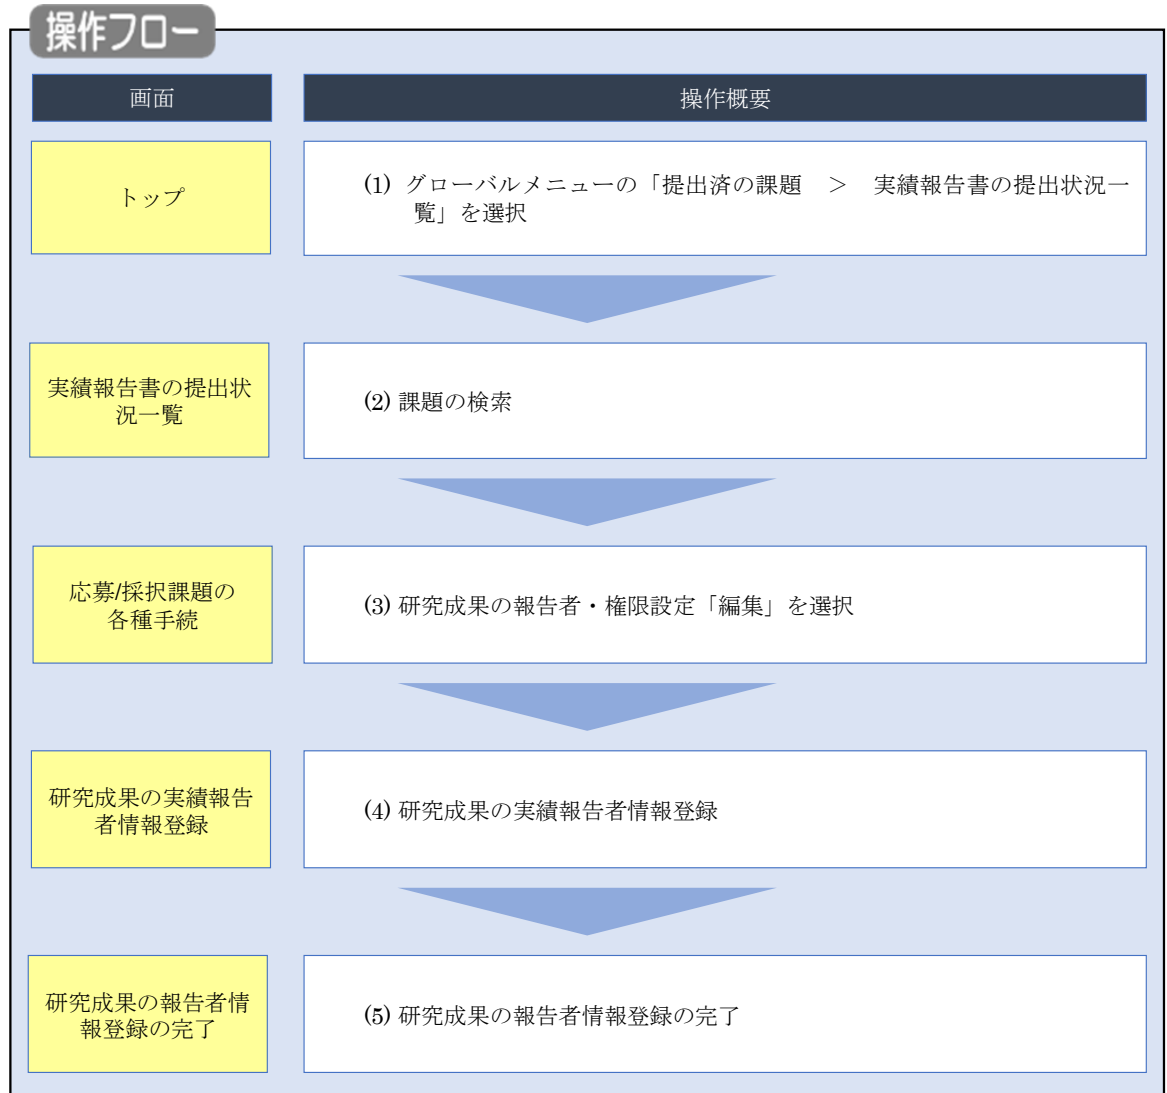 操作フロー
画面
操作概要
トップ
(1) グローバルメニューの「提出済の課題　＞　実績報告書の提出状況一
覧」を選択
実績報告書の提出状
況一覧
(2) 課題の検索
応募/採択課題の
各種手続
(3) 研究成果の報告者・権限設定「編集」を選択
研究成果の実績報告
者情報登録
(4) 研究成果の実績報告者情報登録
研究成果の報告者情
報登録の完了
(5) 研究成果の報告者情報登録の完了